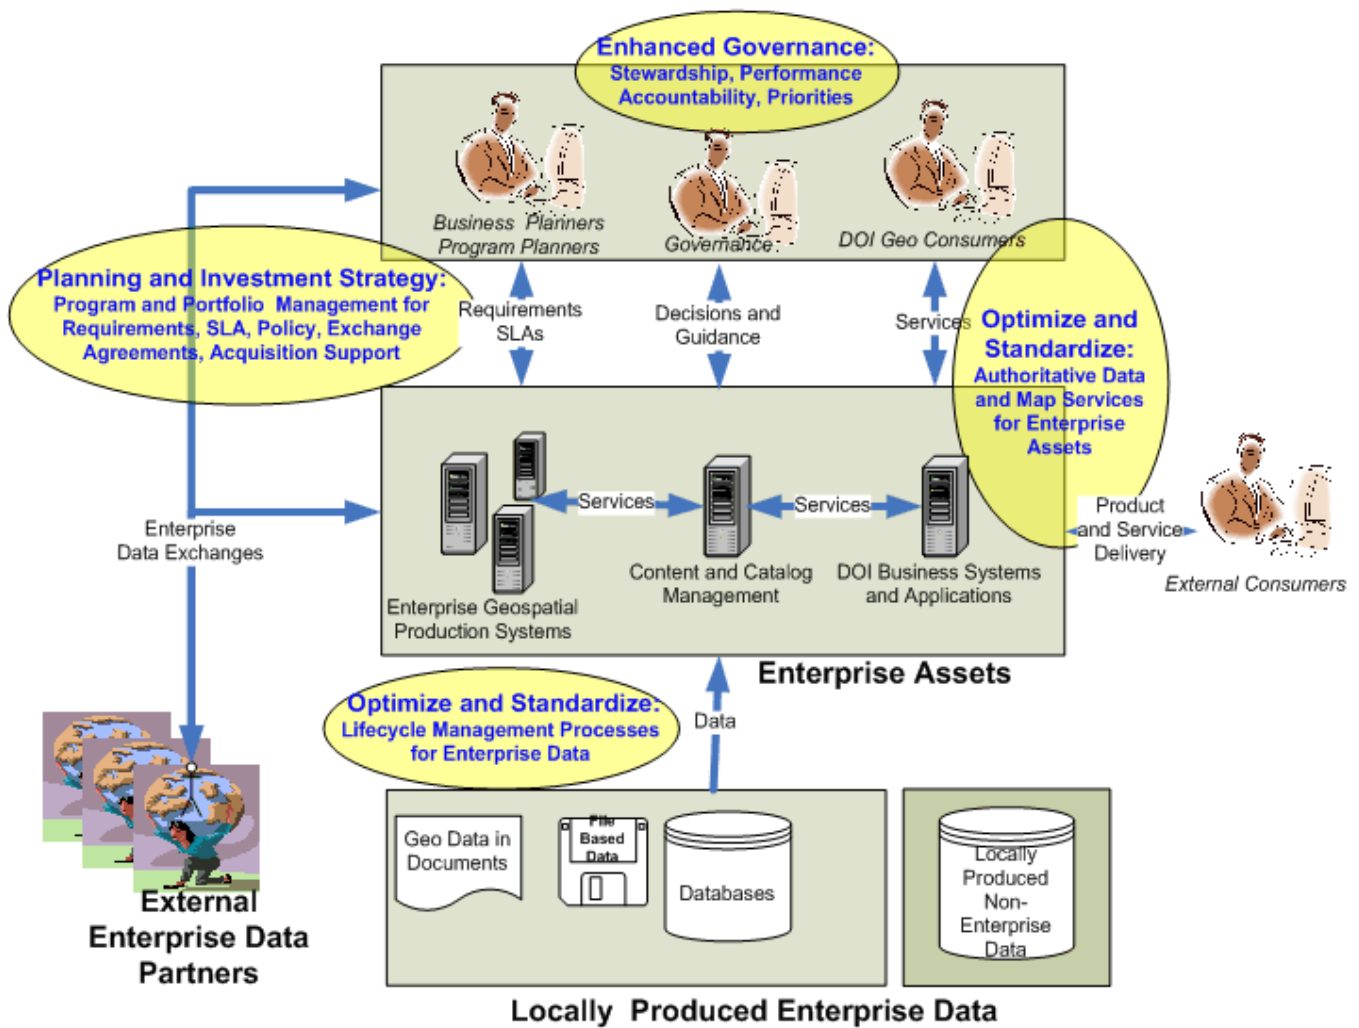 Enhanced Governance:
Stewardship, Performance
Accountability, Priorities
Business Planners
Program Planners
Governance
DOI Geo Consumers
Planning and Investment Strategy:
Program and Portfolio Management for
Requirements, SLA, Policy, Exchange
Agreements, Acquisition Support
Requirements
SLAs
Decisions and
Guidance
Services
Optimize and
Standardize:
Authoritative Data
and Map Services
for Enterprise
Assets
Services
Services
Enterprise
Data Exchanges
Enterprise Geospatial
Production Systems
Content and Catalog
Management
DOI Business Systems
and Applications
Product
and Service
Delivery
External Consumers
Enterprise Assets
Optimize and Standardize:
Lifecycle Management Processes
for Enterprise Data
Data
External
Enterprise Data
Partners
Geo Data in
Documents
File
Based
Data
Databases
Locally
Produced
Non-
Enterprise
Data
Locally Produced Enterprise Data